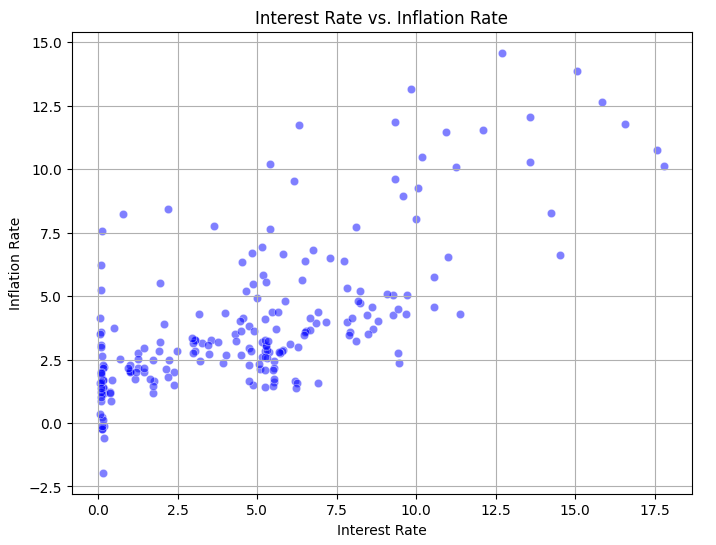 Interest Rate vs. Inflation Rate
15.0
12.5
10.0
7.5
5.0
2.5
0.0
−2.5
Inflation Rate
0.0 2.5 5.0 7.5 10.0 12.5 15.0 17.5
Interest Rate